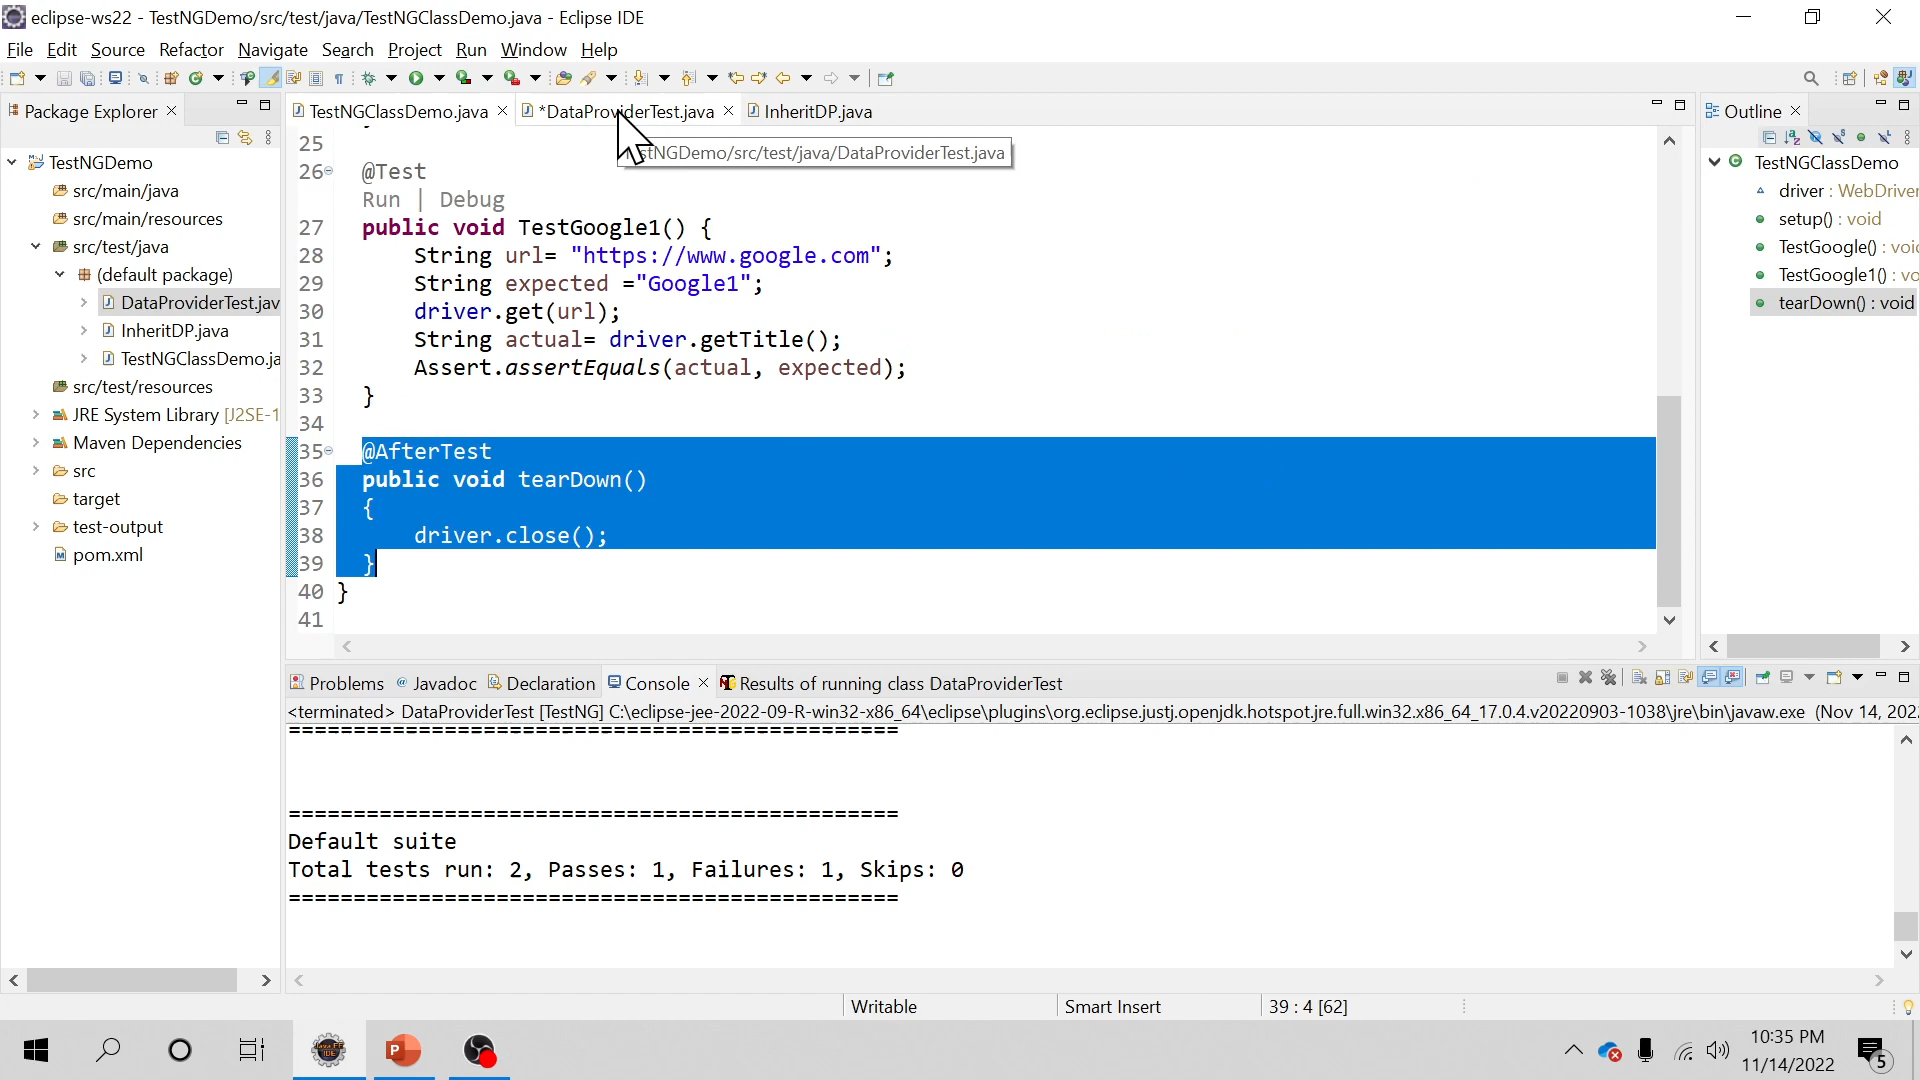 eclipse-ws22 - TestNGDemo/src/test/java/TestNGClassDemo.java - Eclipse IDE
File Edit Source Refactor Navigate Search Project Run Window Help
Package Explorer
TestNGClassDemo.java
*DataProviderTest.java
InheritDP.java
Outline
TestNGDemo/src/test/java/DataProviderTest.java
TestNGDemo
src/main/java
src/main/resources
src/test/java
(default package)
DataProviderTest.jav
InheritDP.java
TestNGClassDemo.ja
src/test/resources
JRE System Library [J2SE-1
Maven Dependencies
src
target
test-output
pom.xml
25
26 @Test
Run | Debug
27 public void TestGoogle1() {
28 String url= "https://www.google.com";
29 String expected ="Google1";
30 driver.get(url);
31 String actual= driver.getTitle();
32 Assert.assertEquals(actual, expected);
33 }
34
35 @AfterTest
36 public void tearDown()
37 {
38 driver.close();
39 }
40 }
41
TestNGClassDemo
driver : WebDriver
setup() : void
TestGoogle() : voi
TestGoogle1() : vo
tearDown() : void
Problems Javadoc Declaration Console Results of running class DataProviderTest
<terminated> DataProviderTest [TestNG] C:\eclipse-jee-2022-09-R-win32-x86_64\eclipse\plugins\org.eclipse.justj.openjdk.hotspot.jre.full.win32.x86_64_17.0.4.v20220903-1038\jre\bin\javaw.exe (Nov 14, 202
===============================================
===============================================
Default suite
Total tests run: 2, Passes: 1, Failures: 1, Skips: 0
===============================================
Writable
Smart Insert
39 : 4 [62]
10:35 PM
11/14/2022
5